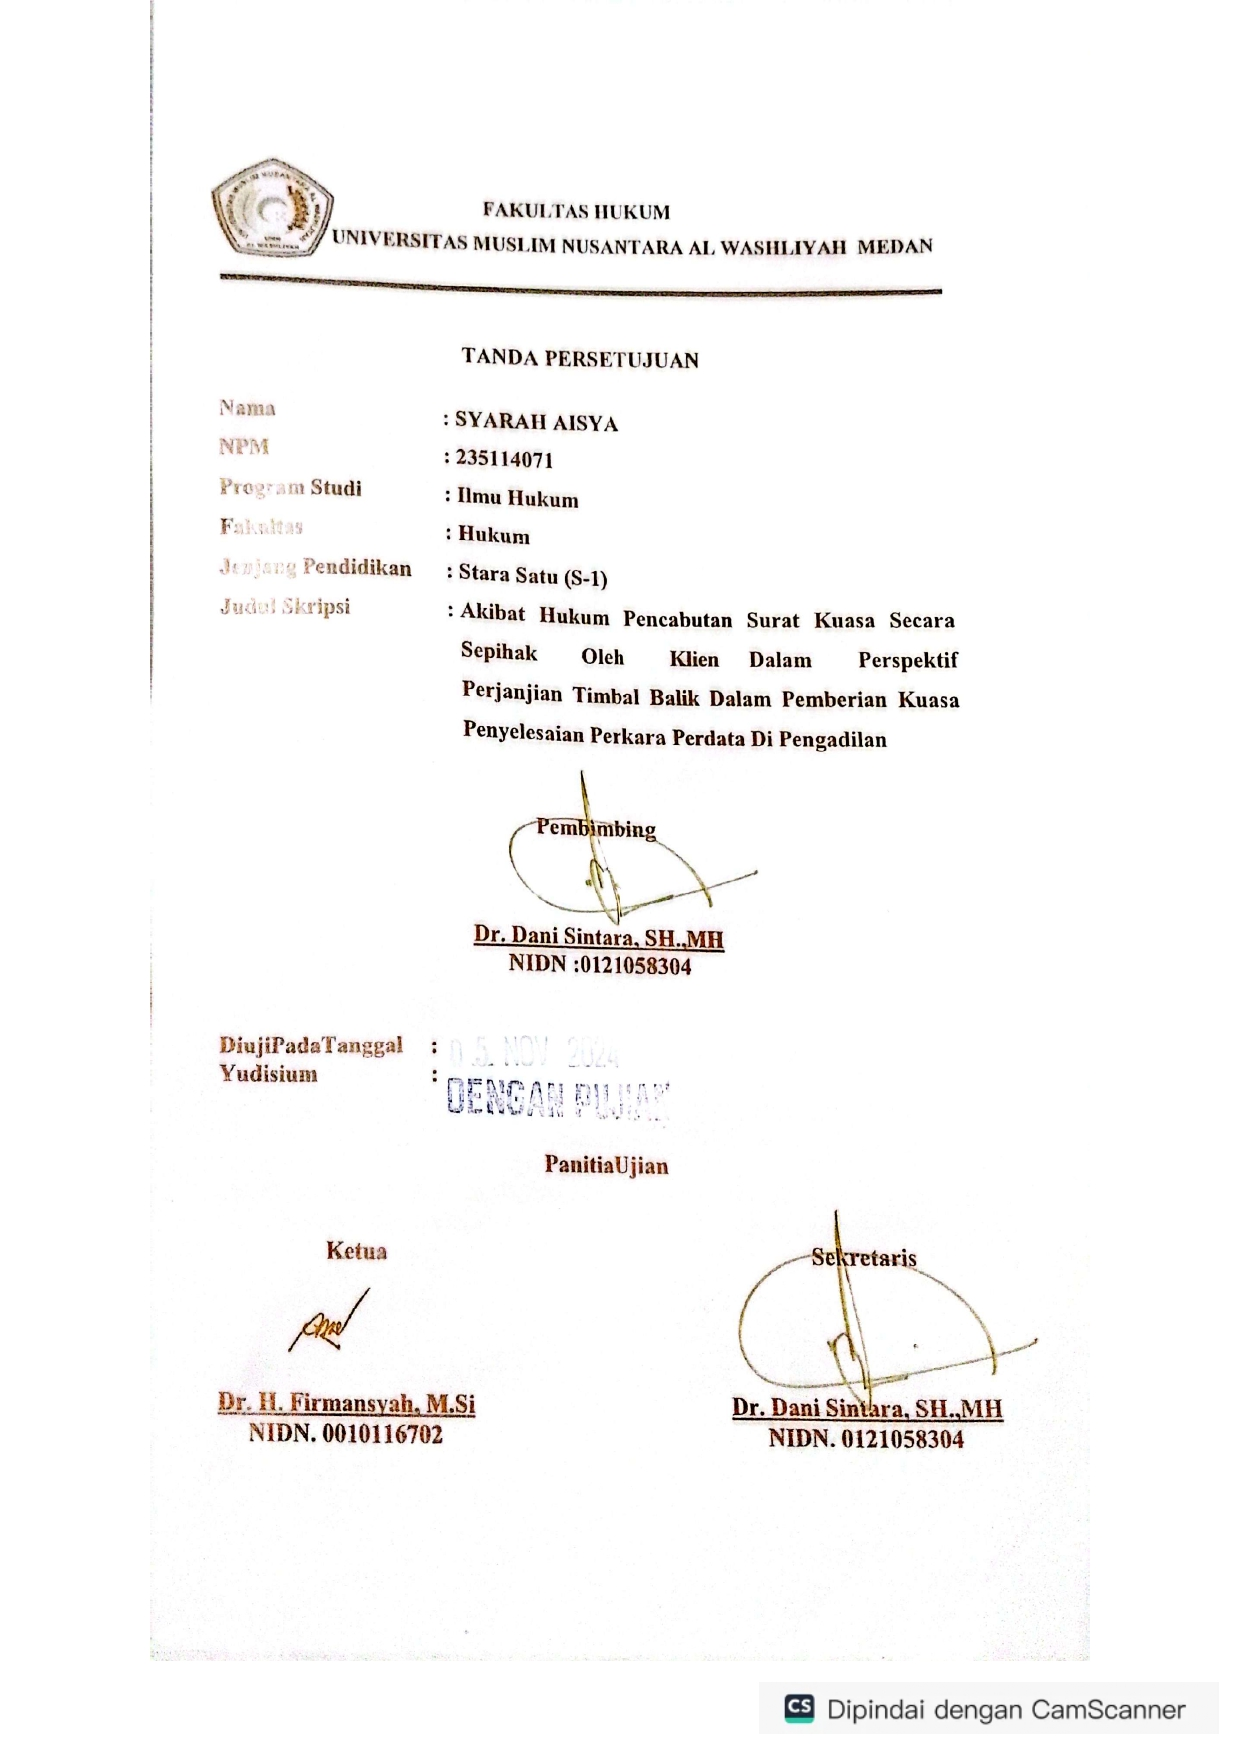 FAKULTAS HUKUM
UNIVERSITAS MUSLIM NUSANTARA AL WASHLIYAH MEDAN
TANDA PERSETUJUAN
Nama : SYARAH AISYA
NPM : 235114071
Program Studi : Ilmu Hukum
Fakultas : Hukum
Jenjang Pendidikan : Stara Satu (S-1)
Judul Skripsi : Akibat Hukum Pencabutan Surat Kuasa Secara
Sepihak Oleh Klien Dalam Perspektif
Perjanjian Timbal Balik Dalam Pemberian Kuasa
Penyelesaian Perkara Perdata Di Pengadilan
Pembimbing
Dr. Dani Sintara, SH.,MH
NIDN :0121058304
DiujiPadaTanggal : 05 NOV 2024
Yudisium : DENGAN PUJIAN
PanitiaUjian
Ketua
Sekretaris
Dr. H. Firmansyah, M.Si
Dr. Dani Sintara, SH.,MH
NIDN. 0010116702
NIDN. 0121058304
CS Dipindai dengan CamScanner